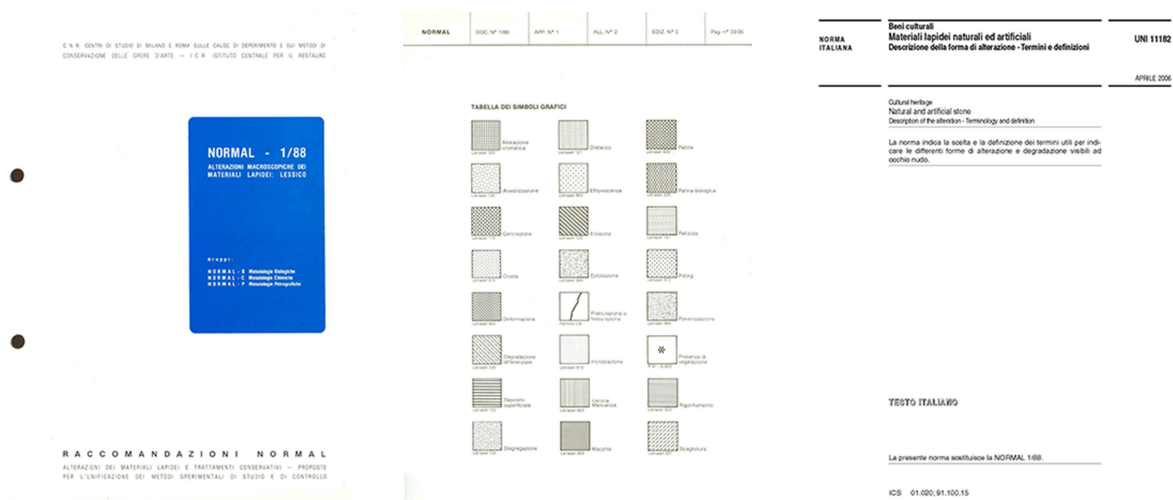 C N R CENTRI DI STUDIO DI MILANO E ROMA SULLE CAUSE DI DEPERIMENTO E SUI METODI DI
CONSERVAZIONE DELLE OPERE D'ARTE — I C R ISTITUTO CENTRALE PER IL RESTAURO
NORMAL - 1/88
ALTERAZIONI MACROSCOPICHE DEI
MATERIALI LAPIDEI: LESSICO
Gruppi:
NORMAL - B Metodologie Biologiche
NORMAL - C Metodologie Chimiche
NORMAL - P Metodologie Petrografiche
RACCOMANDAZIONI NORMAL
ALTERAZIONI DEI MATERIALI LAPIDEI E TRATTAMENTI CONSERVATIVI — PROPOSTE
PER L'UNIFICAZIONE DEI METODI SPERIMENTALI DI STUDIO E DI CONTROLLO
NORMAL DOC. N° 1/88 APP. N° 1 ALL. N° 2 EDIZ. N° 2 Pag. n°
TABELLA DEI SIMBOLI GRAFICI
Alterazione
cromatica
Distacco
Patina
Alveolizzazione
Efflorescenza
Patina biologica
Concrezione
Erosione
Pellicola
Crosta
Esfoliazione
Pitting
Deformazione
Fratturazione o
fessurazione
Polverizzazione
Degradazione
differenziale
Incrostazione
Presenza di
vegetazione
Deposito
superficiale
Lacuna
Mancanza
Rigonfiamento
Disgregazione
Macchia
Scagliatura
NORMA
ITALIANA
Beni culturali
Materiali lapidei naturali ed artificiali
Descrizione della forma di alterazione - Termini e definizioni
UNI 11182
APRILE 2006
Cultural heritage
Natural and artificial stone
Description of the alteration - Terminology and definition
La norma indica la scelta e la definizione dei termini utili per indi-
care le differenti forme di alterazione e degradazione visibili ad
occhio nudo.
TESTO ITALIANO
La presente norma sostituisce la NORMAL 1/88.
ICS 01.020; 91.100.15